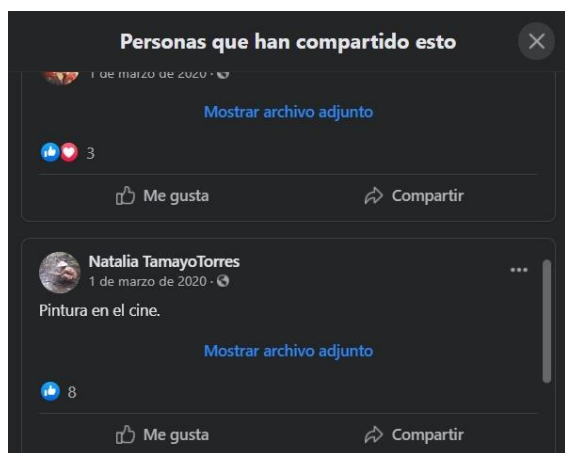 Personas que han compartido esto
1 de marzo de 2020 ·
Mostrar archivo adjunto
3
Me gusta
Compartir
Natalia TamayoTorres
1 de marzo de 2020 ·
Pintura en el cine.
Mostrar archivo adjunto
8
Me gusta
Compartir